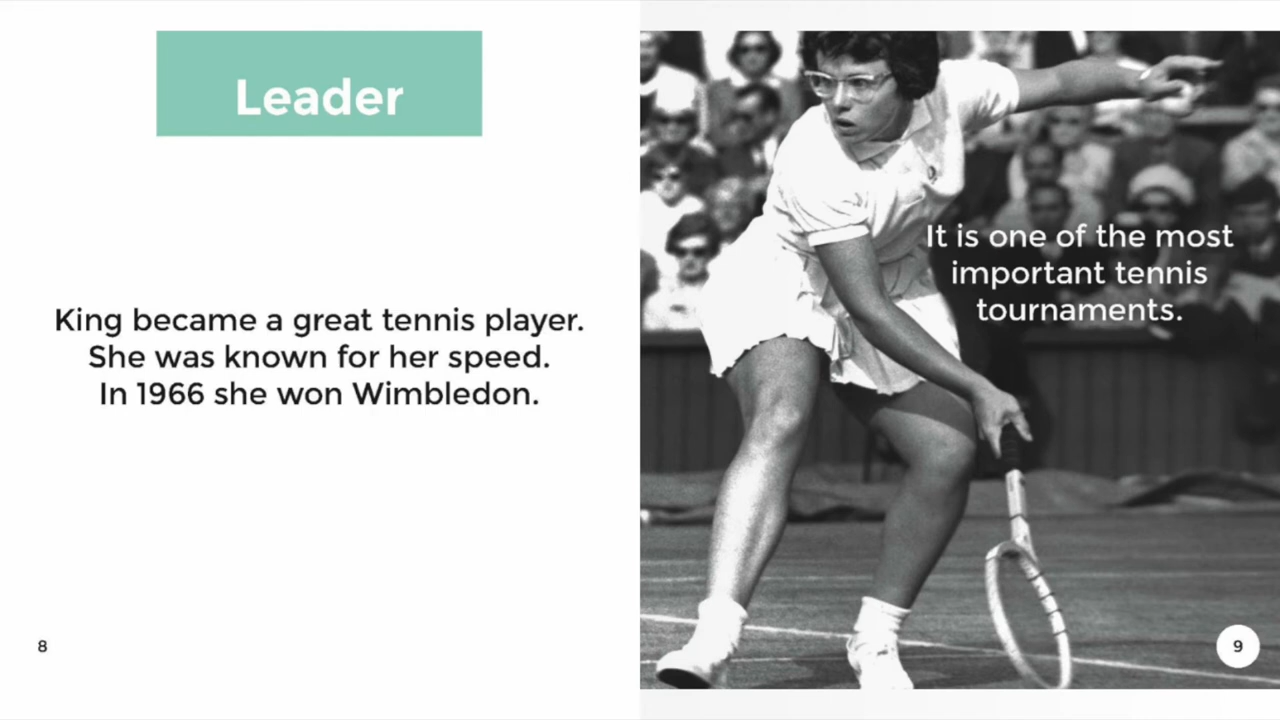 Leader
King became a great tennis player.
She was known for her speed.
In 1966 she won Wimbledon.
8
It is one of the most
important tennis
tournaments.
9